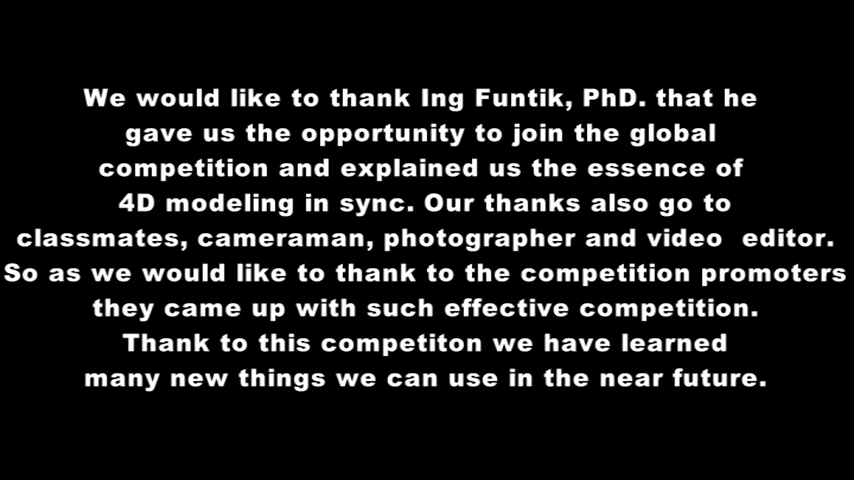 We would like to thank Ing Funtik, PhD. that he
gave us the opportunity to join the global
competition and explained us the essence of
4D modeling in sync. Our thanks also go to
classmates, cameraman, photographer and video  editor.
So as we would like to thank to the competition promoters
they came up with such effective competition.
Thank to this competiton we have learned
many new things we can use in the near future.